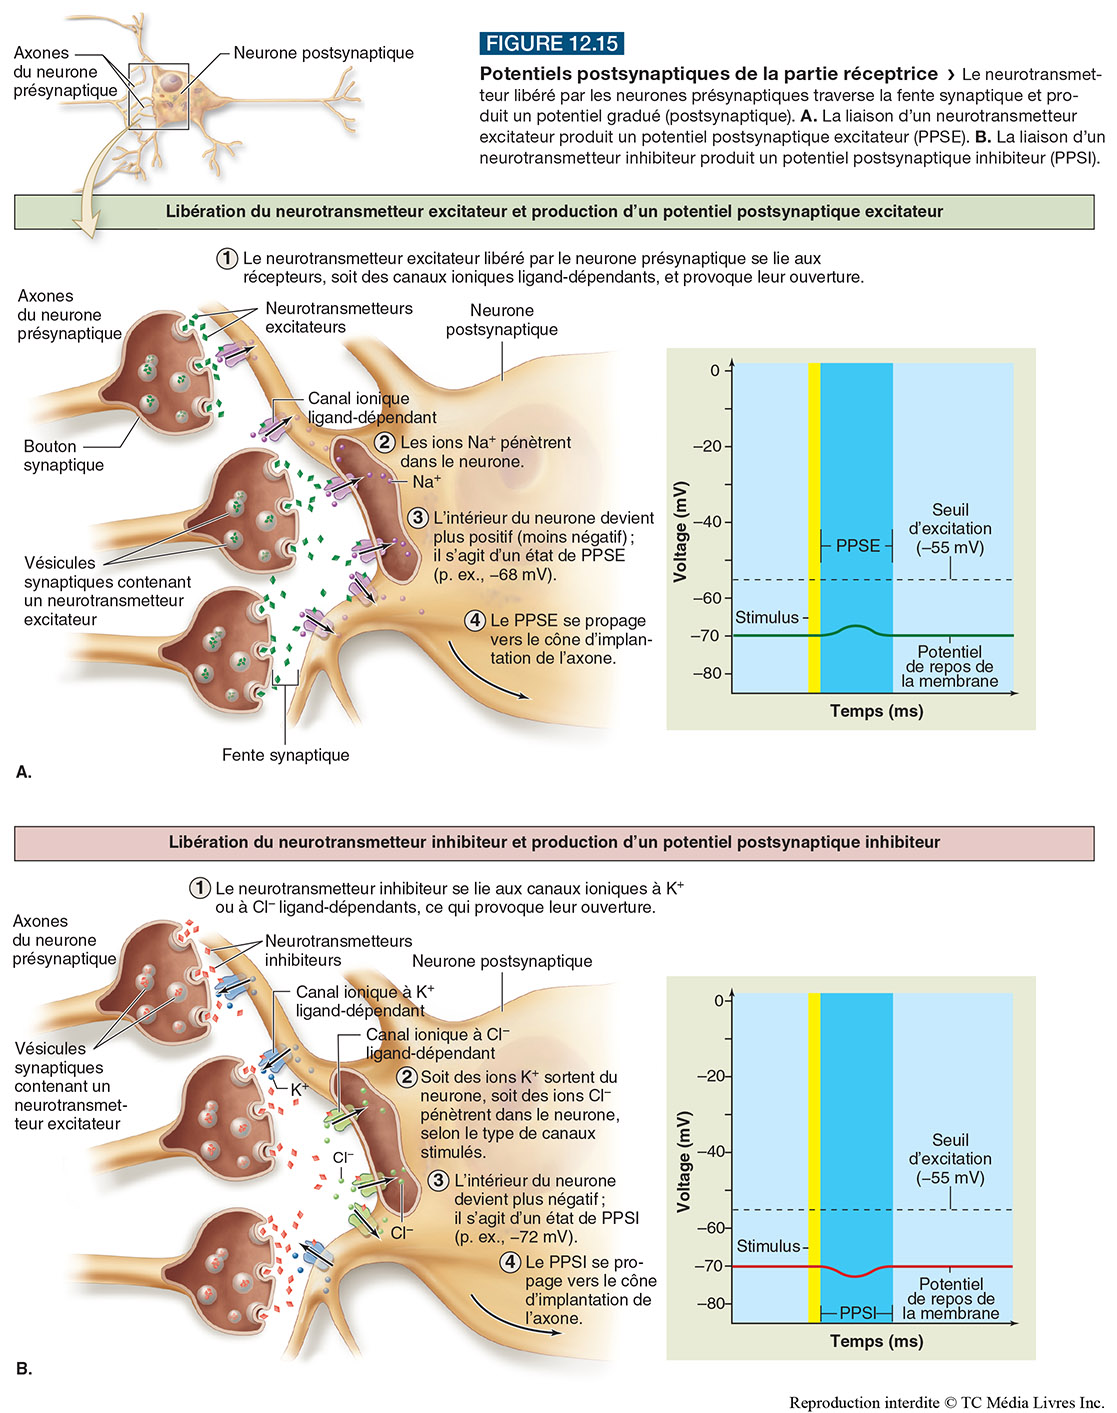 Axones
du neurone
présynaptique
Neurone postsynaptique
FIGURE 12.15
Potentiels postsynaptiques de la partie réceptrice › Le neurotransmet-
teur libéré par les neurones présynaptiques traverse la fente synaptique et pro-
duit un potentiel gradué (postsynaptique). A. La liaison d’un neurotransmetteur
excitateur produit un potentiel postsynaptique excitateur (PPSE). B. La liaison d’un
neurotransmetteur inhibiteur produit un potentiel postsynaptique inhibiteur (PPSI).
Libération du neurotransmetteur excitateur et production d’un potentiel postsynaptique excitateur
1 Le neurotransmetteur excitateur libéré par le neurone présynaptique se lie aux
récepteurs, soit des canaux ioniques ligand-dépendants, et provoque leur ouverture.
Axones
du neurone
présynaptique
Neurotransmetteurs
excitateurs
Neurone
postsynaptique
Canal ionique
ligand-dépendant
Bouton
synaptique
2 Les ions Na⁺ pénètrent
dans le neurone.
Na⁺
3 L’intérieur du neurone devient
plus positif (moins négatif) ;
il s’agit d’un état de PPSE
(p. ex., −68 mV).
Vésicules
synaptiques contenant
un neurotransmetteur
excitateur
4 Le PPSE se propage
vers le cône d’implan-
tation de l’axone.
Fente synaptique
A.
0
−20
−40
−60
−70
−80
Voltage (mV)
Seuil
d’excitation
(−55 mV)
PPSE
Stimulus
Potentiel
de repos de
la membrane
Temps (ms)
Libération du neurotransmetteur inhibiteur et production d’un potentiel postsynaptique inhibiteur
1 Le neurotransmetteur inhibiteur se lie aux canaux ioniques à K⁺
ou à Cl⁻ ligand-dépendants, ce qui provoque leur ouverture.
Axones
du neurone
présynaptique
Neurotransmetteurs
inhibiteurs
Neurone postsynaptique
Canal ionique à K⁺
ligand-dépendant
Canal ionique à Cl⁻
ligand-dépendant
Vésicules
synaptiques
contenant un
neurotransmet-
teur excitateur
K⁺
2 Soit des ions K⁺ sortent du
neurone, soit des ions Cl⁻
pénètrent dans le neurone,
selon le type de canaux
stimulés.
Cl⁻
3 L’intérieur du neurone
devient plus négatif ;
il s’agit d’un état de PPSI
(p. ex., −72 mV).
Cl⁻
4 Le PPSI se pro-
page vers le cône
d’implantation de
l’axone.
B.
0
−20
−40
−60
−70
−80
Voltage (mV)
Seuil
d’excitation
(−55 mV)
Stimulus
PPSI
Potentiel
de repos de
la membrane
Temps (ms)
Reproduction interdite © TC Média Livres Inc.